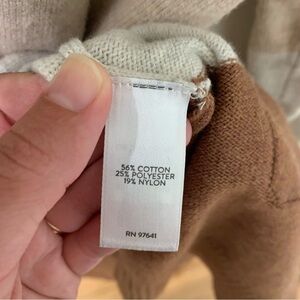 56% COTTON
25% POLYESTER
19% NYLON
RN 97641